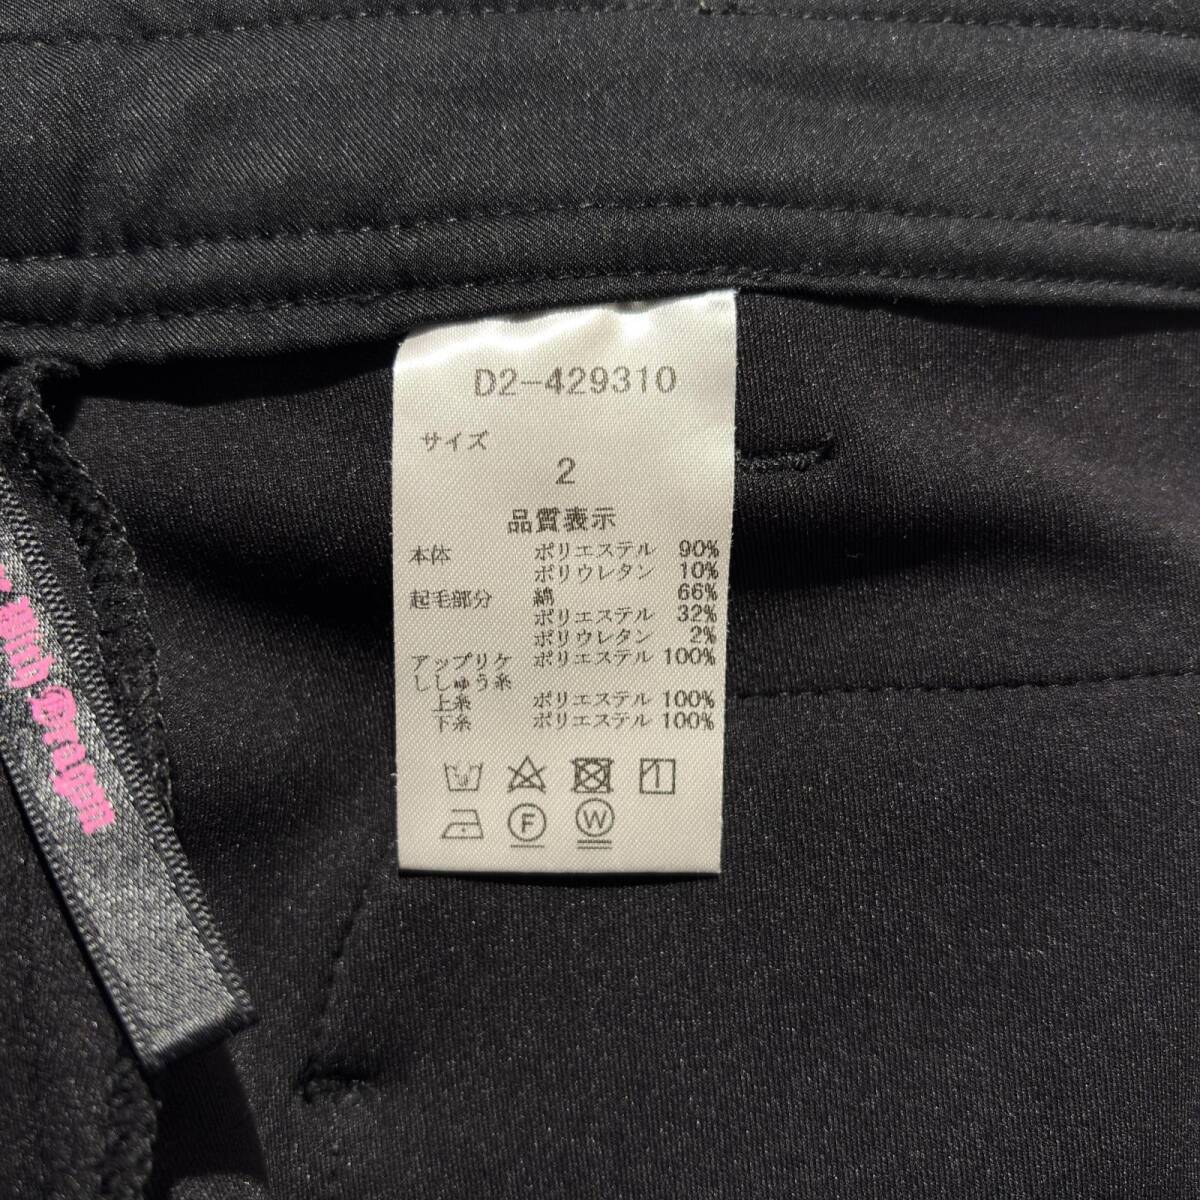 D2-429310
サイズ
2
品質表示
本体 ポリエステル 90%
ポリウレタン 10%
起毛部分 綿 66%
ポリエステル 32%
ポリウレタン 2%
アップリケ ポリエステル 100%
ししゅう糸
上糸 ポリエステル 100%
下糸 ポリエステル 100%
1
F W